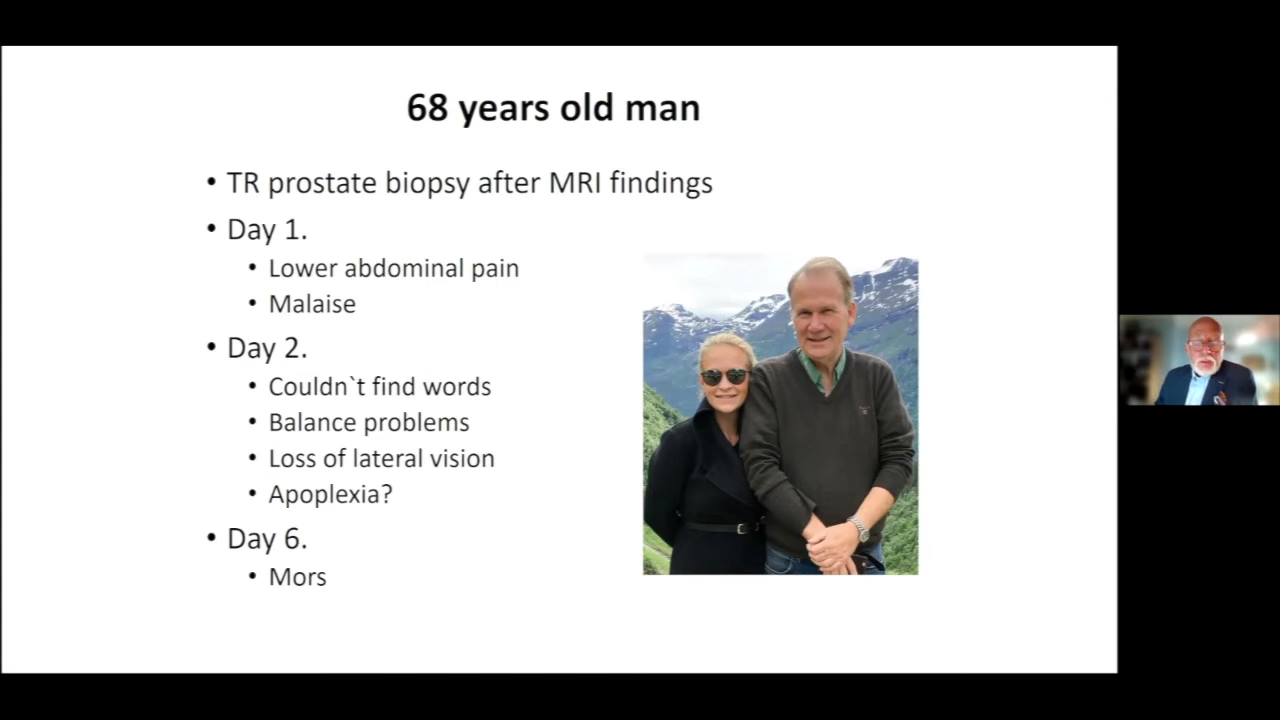 68 years old man
• TR prostate biopsy after MRI findings
• Day 1.
• Lower abdominal pain
• Malaise
• Day 2.
• Couldn`t find words
• Balance problems
• Loss of lateral vision
• Apoplexia?
• Day 6.
• Mors